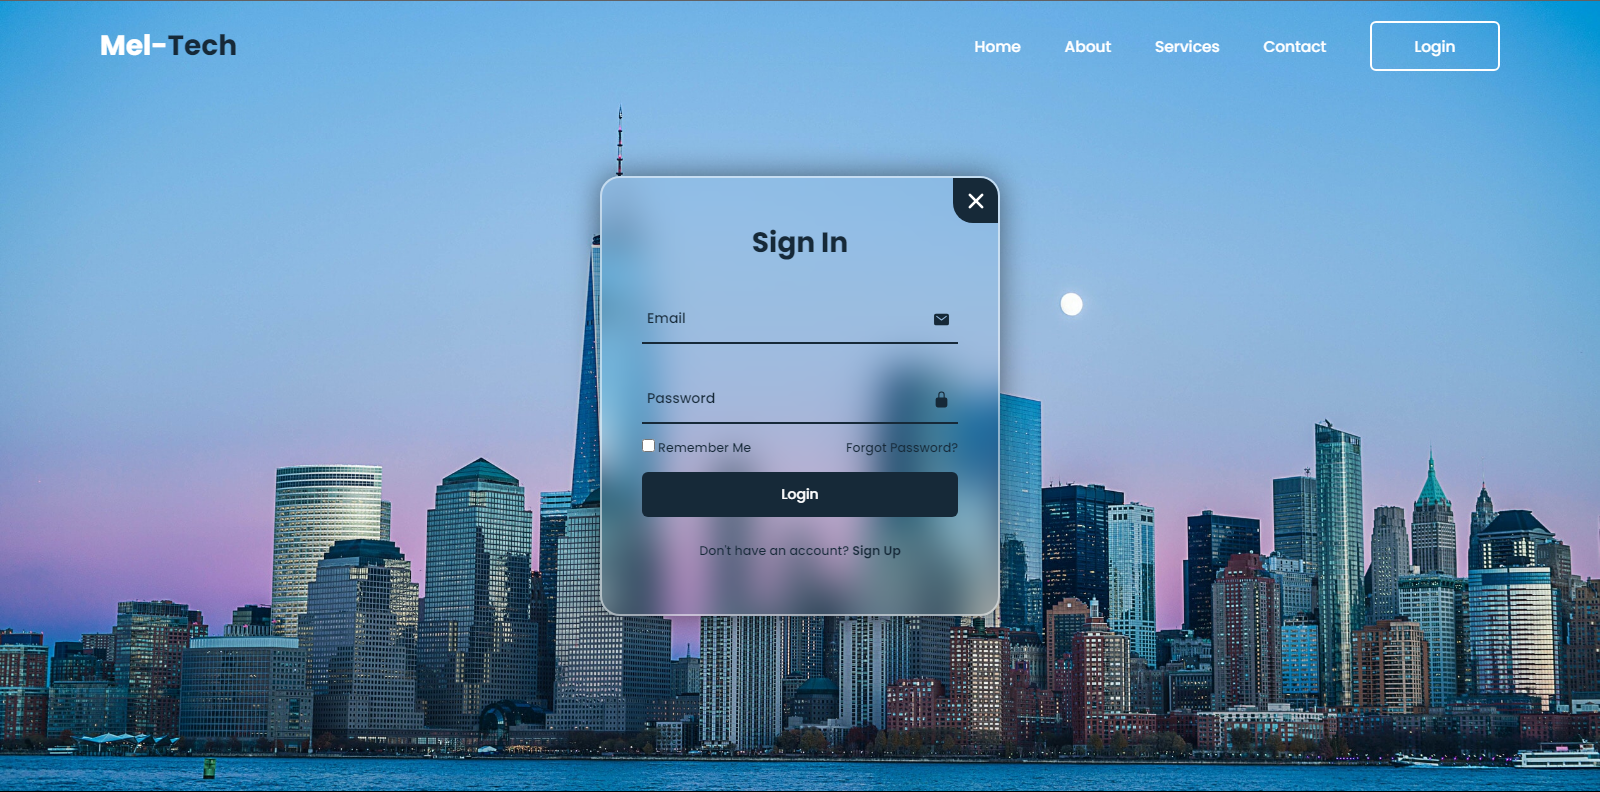 Mel-Tech
Home About Services Contact Login
Sign In
Email
Password
Remember Me Forgot Password?
Login
Don't have an account? Sign Up